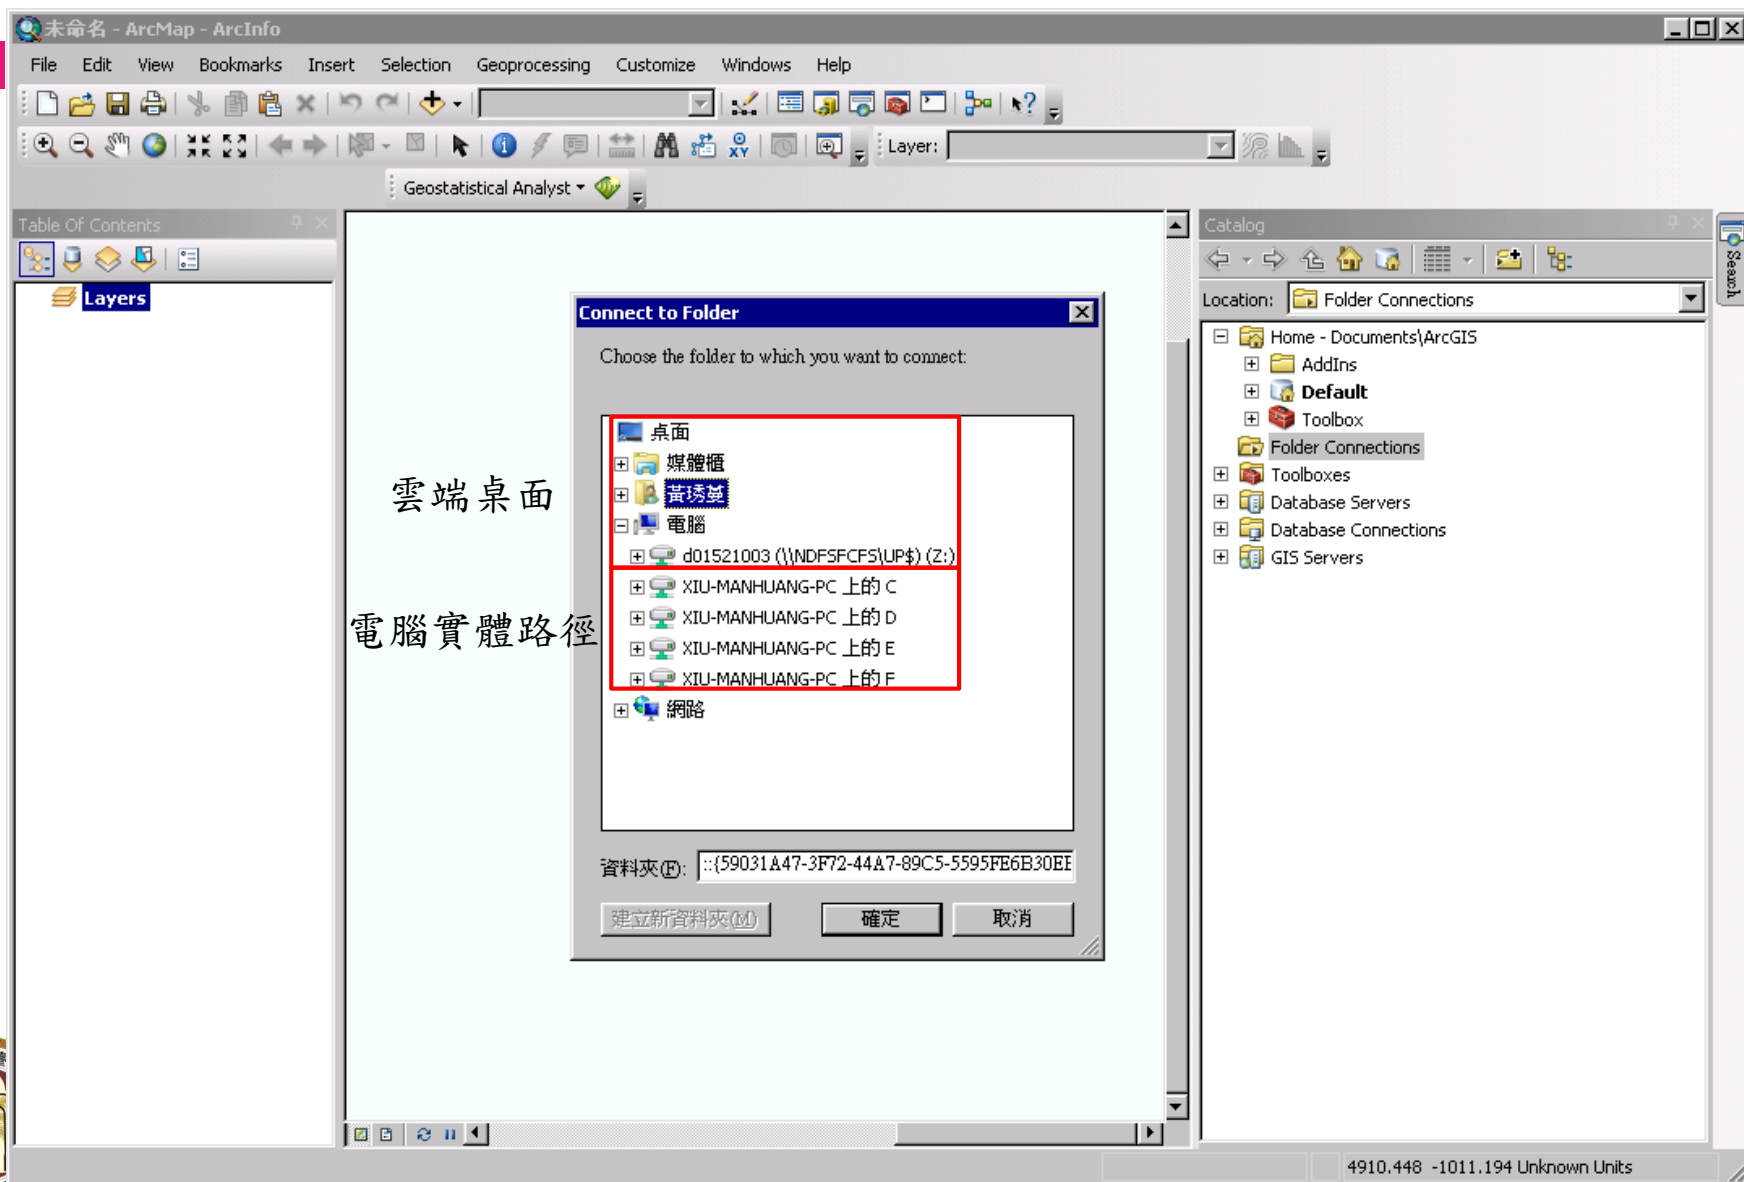 未命名 - ArcMap - ArcInfo
File Edit View Bookmarks Insert Selection Geoprocessing Customize Windows Help
Layer:
Geostatistical Analyst
Table Of Contents
Layers
Connect to Folder
Choose the folder to which you want to connect:
桌面
媒體櫃
黃琇蔓
電腦
d01521003 (\\NDFSFCFS\UP$) (Z:)
XIU-MANHUANG-PC 上的 C
XIU-MANHUANG-PC 上的 D
XIU-MANHUANG-PC 上的 E
XIU-MANHUANG-PC 上的 F
網路
雲端桌面
電腦實體路徑
資料夾(F): ::{59031A47-3F72-44A7-89C5-5595FE6B30EE
建立新資料夾(M) 確定 取消
Catalog
Location: Folder Connections
Home - Documents\ArcGIS
AddIns
Default
Toolbox
Folder Connections
Toolboxes
Database Servers
Database Connections
GIS Servers
Search
4910.448 -1011.194 Unknown Units